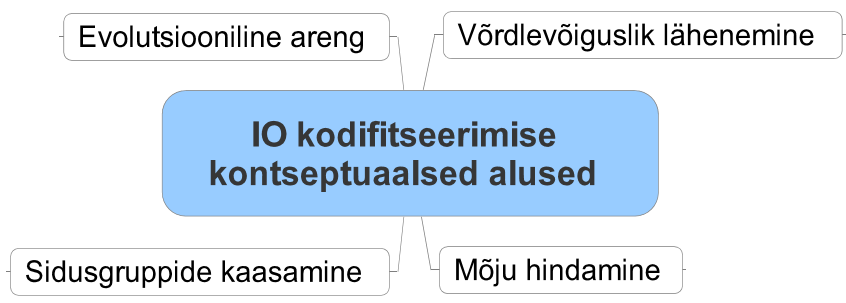 Evolutsiooniline areng
Võrdlevõiguslik lähenemine
IO kodifitseerimise
kontseptuaalsed alused
Sidusgruppide kaasamine
Mõju hindamine